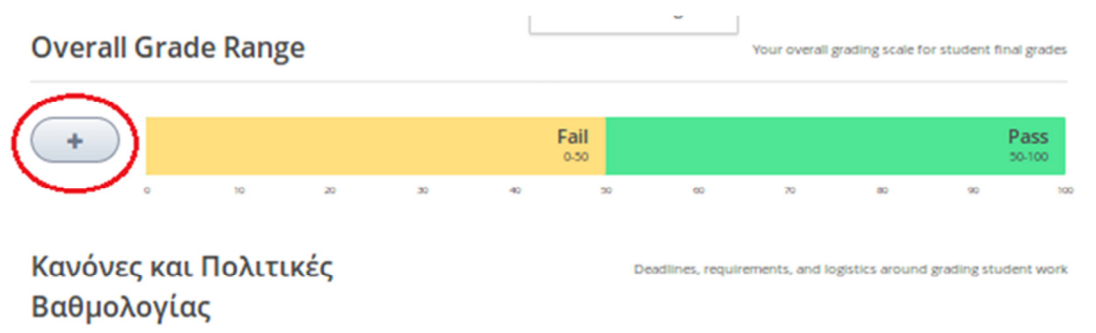 Overall Grade Range
Your overall grading scale for student final grades
+
Fail
0-50
Pass
50-100
0 10 20 30 40 50 60 70 80 90 100
Κανόνες και Πολιτικές
Βαθμολογίας
Deadlines, requirements, and logistics around grading student work